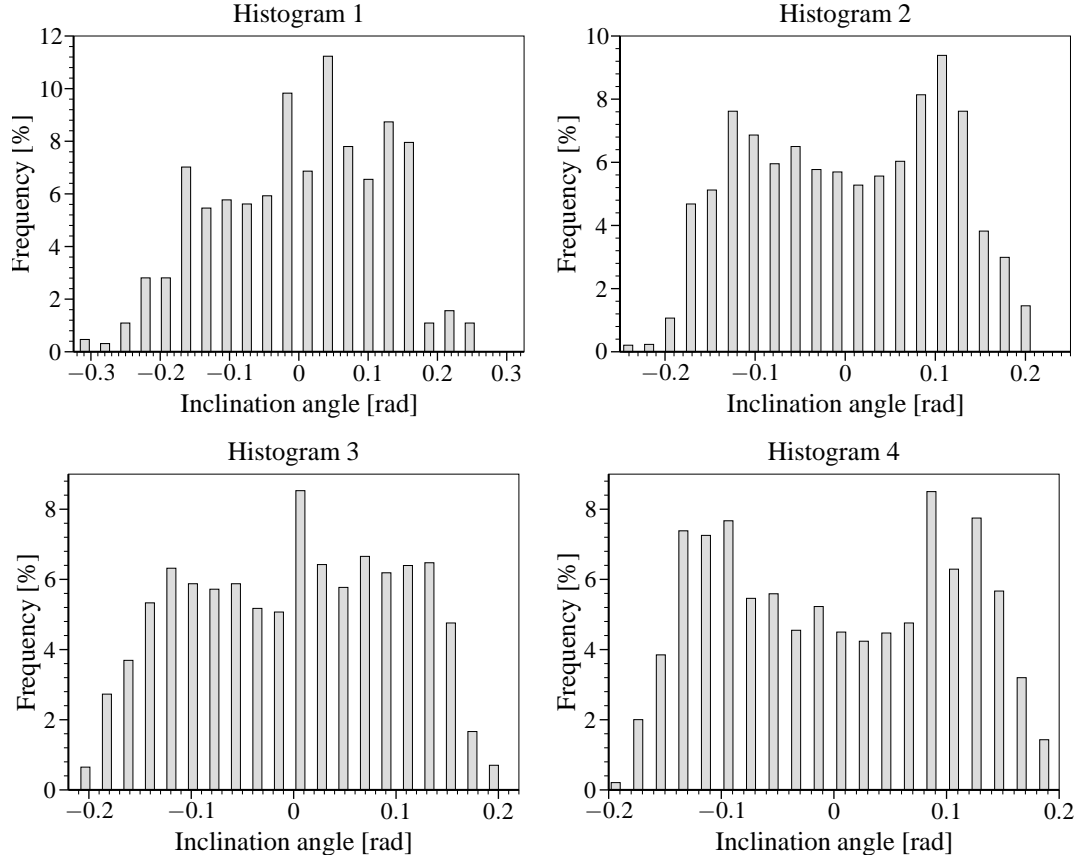 Histogram 1
12
10
8
6
4
2
0
Frequency [%]
−0.3 −0.2 −0.1 0 0.1 0.2 0.3
Inclination angle [rad]
Histogram 2
10
8
6
4
2
0
Frequency [%]
−0.2 −0.1 0 0.1 0.2
Inclination angle [rad]
Histogram 3
8
6
4
2
0
Frequency [%]
−0.2 −0.1 0 0.1 0.2
Inclination angle [rad]
Histogram 4
8
6
4
2
0
Frequency [%]
−0.2 −0.1 0 0.1 0.2
Inclination angle [rad]